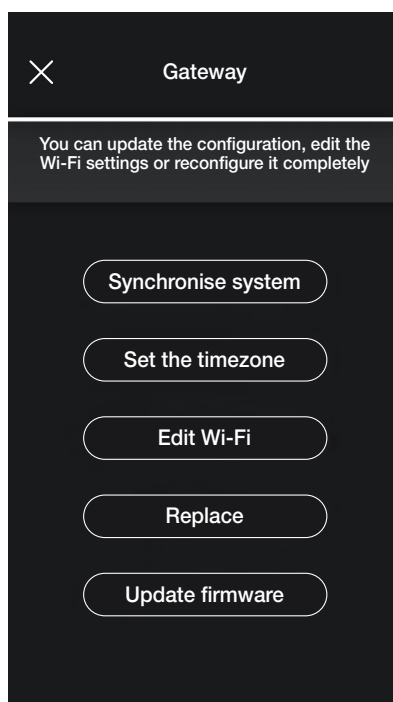 Gateway
You can update the configuration, edit the
Wi-Fi settings or reconfigure it completely
Synchronise system
Set the timezone
Edit Wi-Fi
Replace
Update firmware